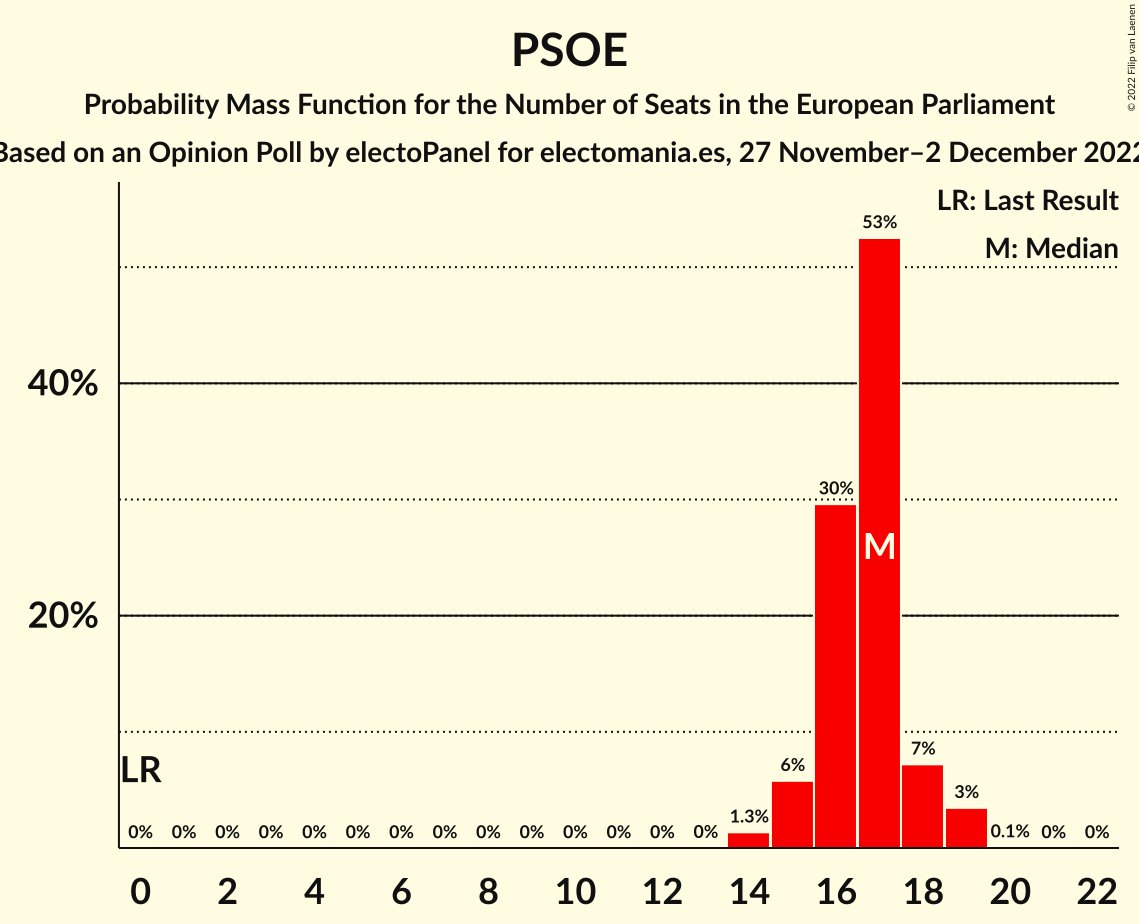 PSOE
Probability Mass Function for the Number of Seats in the European Parliament
Based on an Opinion Poll by electoPanel for electomania.es, 27 November–2 December 2022
© 2022 Filip van Laenen
LR: Last Result
M: Median
53%
40%
30%
M
20%
LR
7%
6%
3%
1.3%
0% 0% 0% 0% 0% 0% 0% 0% 0% 0% 0% 0% 0% 0% 0.1% 0% 0%
0 2 4 6 8 10 12 14 16 18 20 22